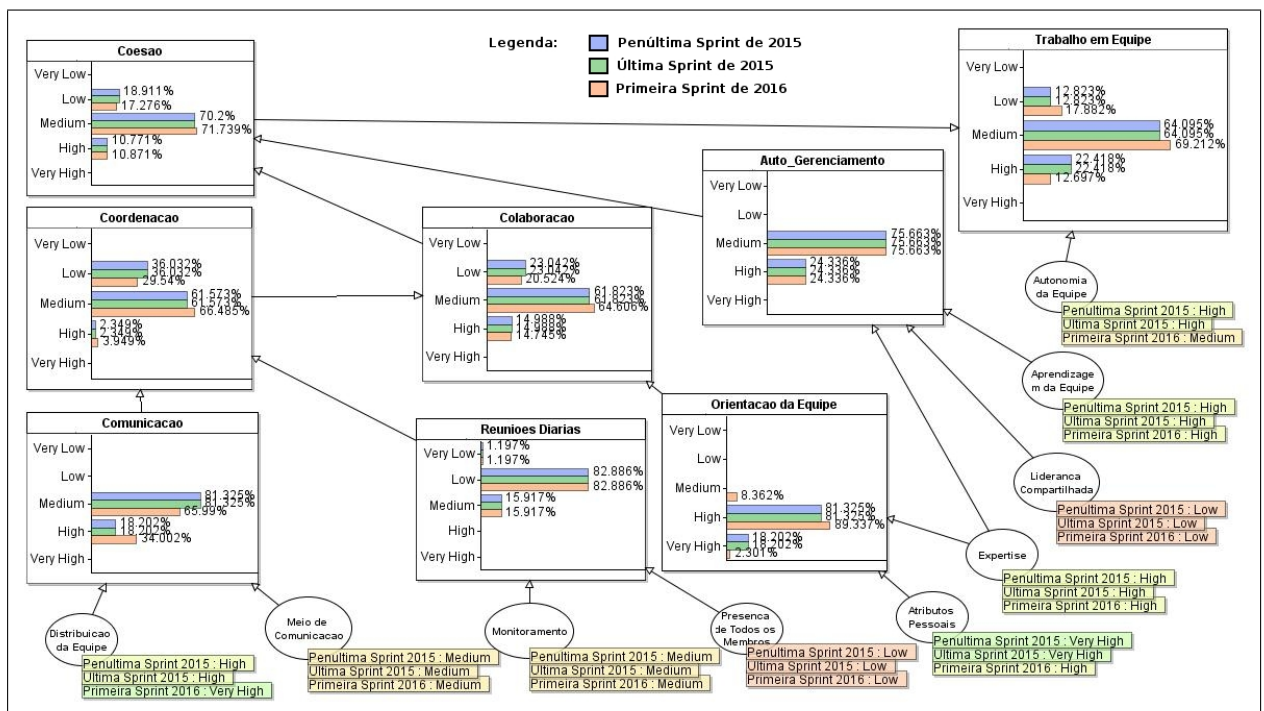 Legenda:
Penúltima Sprint de 2015
Última Sprint de 2015
Primeira Sprint de 2016
Coesao
Very Low
Low
18.911%
17.276%
Medium
70.2%
71.739%
High
10.771%
10.871%
Very High
Trabalho em Equipe
Very Low
Low
12.823%
12.823%
17.882%
Medium
64.095%
64.095%
69.212%
High
22.418%
22.418%
12.697%
Very High
Auto_Gerenciamento
Very Low
Low
Medium
75.663%
75.663%
75.663%
High
24.336%
24.336%
24.336%
Very High
Coordenacao
Very Low
Low
36.032%
36.032%
29.54%
Medium
61.573%
61.573%
66.485%
High
2.349%
2.349%
3.949%
Very High
Colaboracao
Very Low
Low
23.042%
23.042%
20.524%
Medium
61.823%
61.823%
64.606%
High
14.988%
14.988%
14.745%
Very High
Autonomia
da Equipe
Penultima Sprint 2015 : High
Ultima Sprint 2015 : High
Primeira Sprint 2016 : Medium
Aprendizage
m da Equipe
Penultima Sprint 2015 : High
Ultima Sprint 2015 : High
Primeira Sprint 2016 : High
Comunicacao
Very Low
Low
Medium
81.325%
81.325%
65.99%
High
18.202%
18.202%
34.002%
Very High
Reunioes Diarias
Very Low
1.197%
1.197%
Low
82.886%
82.886%
Medium
15.917%
15.917%
High
Very High
Orientacao da Equipe
Very Low
Low
Medium
8.362%
High
81.325%
81.325%
89.337%
Very High
18.202%
18.202%
2.301%
Lideranca
Compartilhada
Penultima Sprint 2015 : Low
Ultima Sprint 2015 : Low
Primeira Sprint 2016 : Low
Expertise
Penultima Sprint 2015 : High
Ultima Sprint 2015 : High
Primeira Sprint 2016 : High
Distribuicao
da Equipe
Penultima Sprint 2015 : High
Ultima Sprint 2015 : High
Primeira Sprint 2016 : Very High
Meio de
Comunicacao
Penultima Sprint 2015 : Medium
Ultima Sprint 2015 : Medium
Primeira Sprint 2016 : Medium
Monitoramento
Penultima Sprint 2015 : Medium
Ultima Sprint 2015 : Medium
Primeira Sprint 2016 : Medium
Presenca
de Todos os
Membros
Penultima Sprint 2015 : Low
Ultima Sprint 2015 : Low
Primeira Sprint 2016 : Low
Atributos
Pessoais
Penultima Sprint 2015 : Very High
Ultima Sprint 2015 : Very High
Primeira Sprint 2016 : High